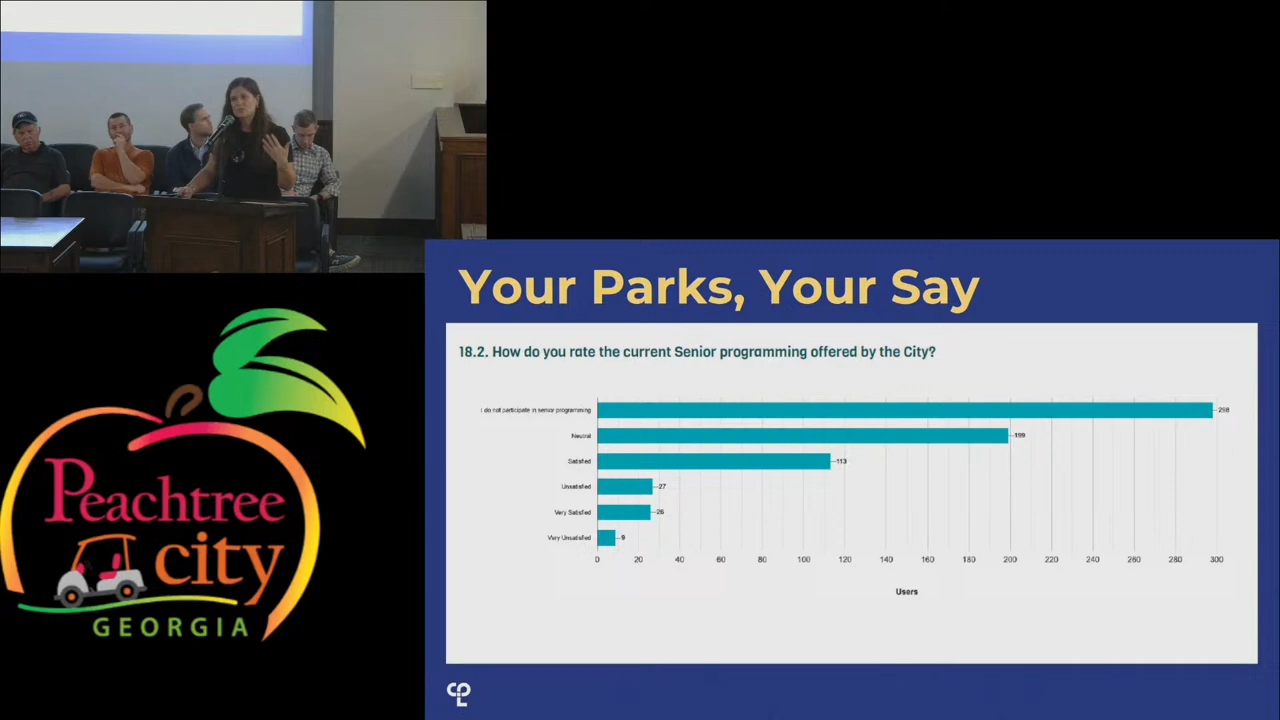 Your Parks, Your Say
18.2. How do you rate the current Senior programming offered by the City?
I do not participate in senior programming
298
Neutral
199
Satisfied
113
Unsatisfied
27
Very Satisfied
26
Very Unsatisfied
9
0 20 40 60 80 100 120 140 160 180 200 220 240 260 280 300
Users
Peachtree
city
GEORGIA
CPL